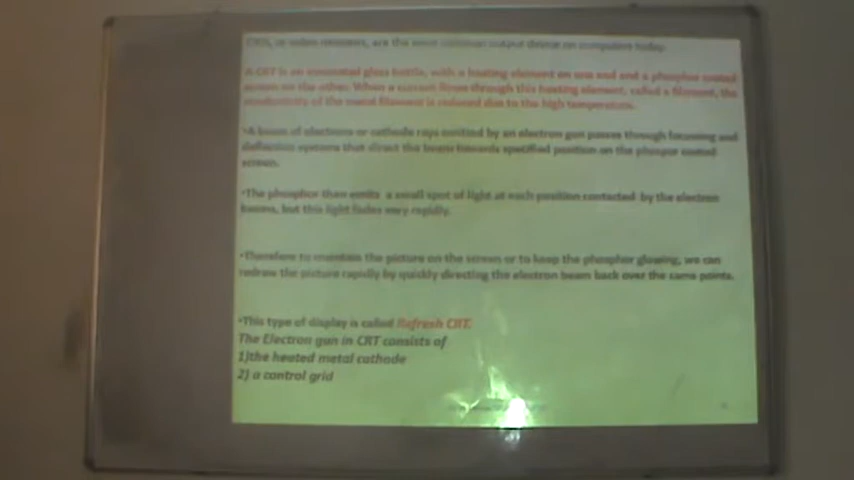 CRTs, or video monitors, are the most common output device on computers today.
A CRT is an evacuated glass bottle, with a heating element on one end and a phosphor coated
screen on the other. When a current flows through this heating element, called a filament, the
conductivity of the metal filament is reduced due to the high temperature.
•A beam of electrons or cathode rays emitted by an electron gun passes through focusing and
deflection systems that direct the beam towards specified position on the phospor coated
screen.
•The phosphor then emits a small spot of light at each position contacted by the electron
beams, but this light fades very rapidly.
•Therefore to maintain the picture on the screen or to keep the phosphor glowing, we can
redraw the picture rapidly by quickly directing the electron beam back over the same points.
•This type of display is called Refresh CRT.
The Electron gun in CRT consists of
1)the heated metal cathode
2) a control grid